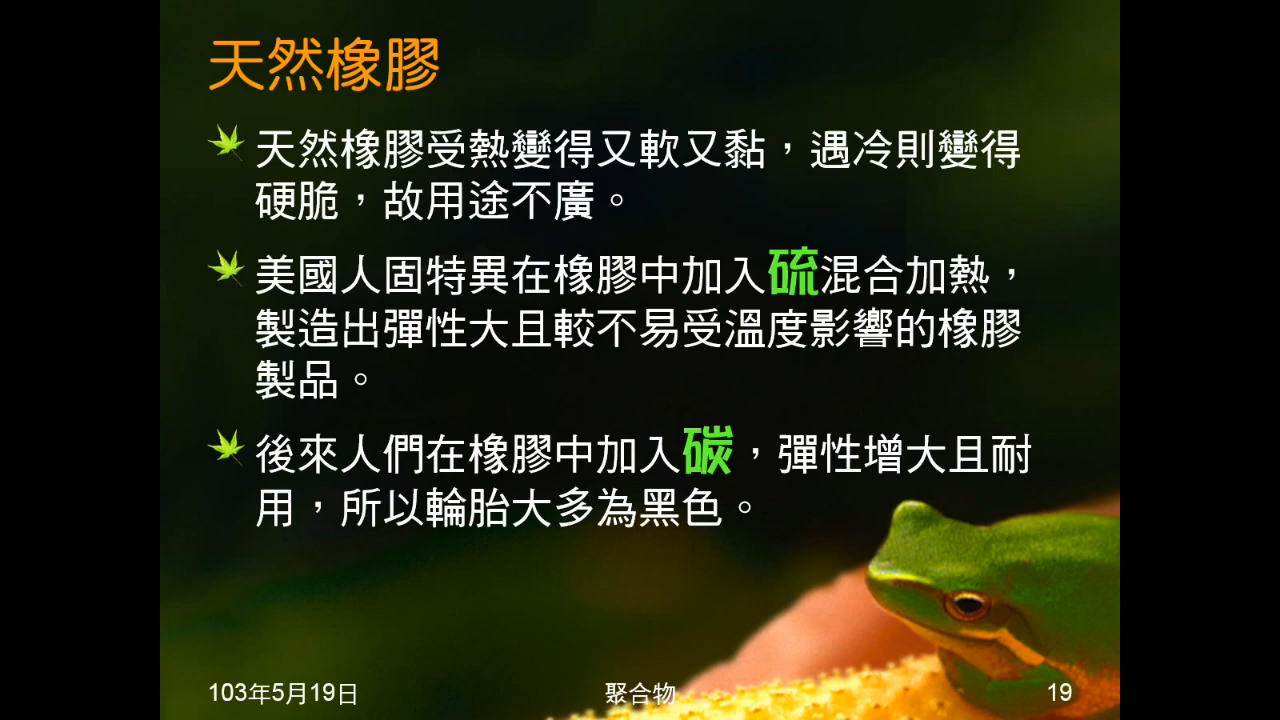 天然橡膠
天然橡膠受熱變得又軟又黏，遇冷則變得
硬脆，故用途不廣。
美國人固特異在橡膠中加入硫混合加熱，
製造出彈性大且較不易受溫度影響的橡膠
製品。
後來人們在橡膠中加入碳，彈性增大且耐
用，所以輪胎大多為黑色。
103年5月19日
聚合物
19